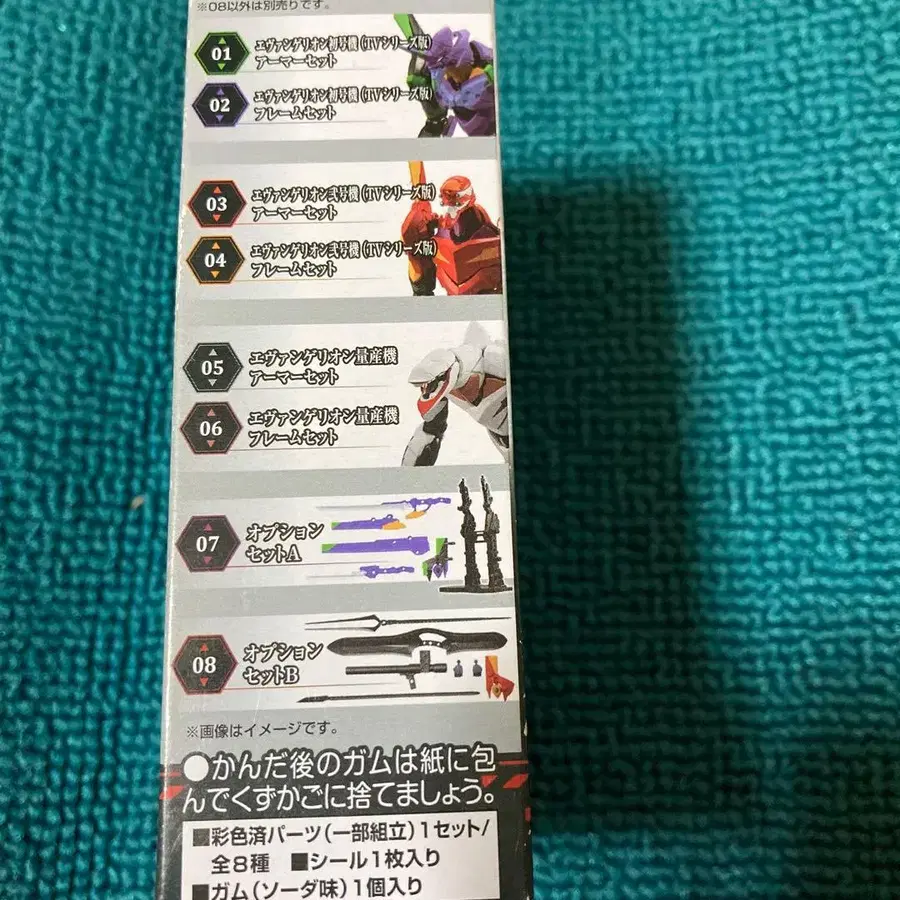 ※08以外は別売りです。
01
エヴァンゲリオン初号機(TVシリーズ版)
アーマーセット
02
エヴァンゲリオン初号機(TVシリーズ版)
フレームセット
03
エヴァンゲリオン弐号機(TVシリーズ版)
アーマーセット
04
エヴァンゲリオン弐号機(TVシリーズ版)
フレームセット
05
エヴァンゲリオン量産機
アーマーセット
06
エヴァンゲリオン量産機
フレームセット
07
オプション
セットA
08
オプション
セットB
※画像はイメージです。
●かんだ後のガムは紙に包
んでくずかごに捨てましょう。
■彩色済パーツ(一部組立)1セット/
全8種 ■シール1枚入り
■ガム(ソーダ味)1個入り